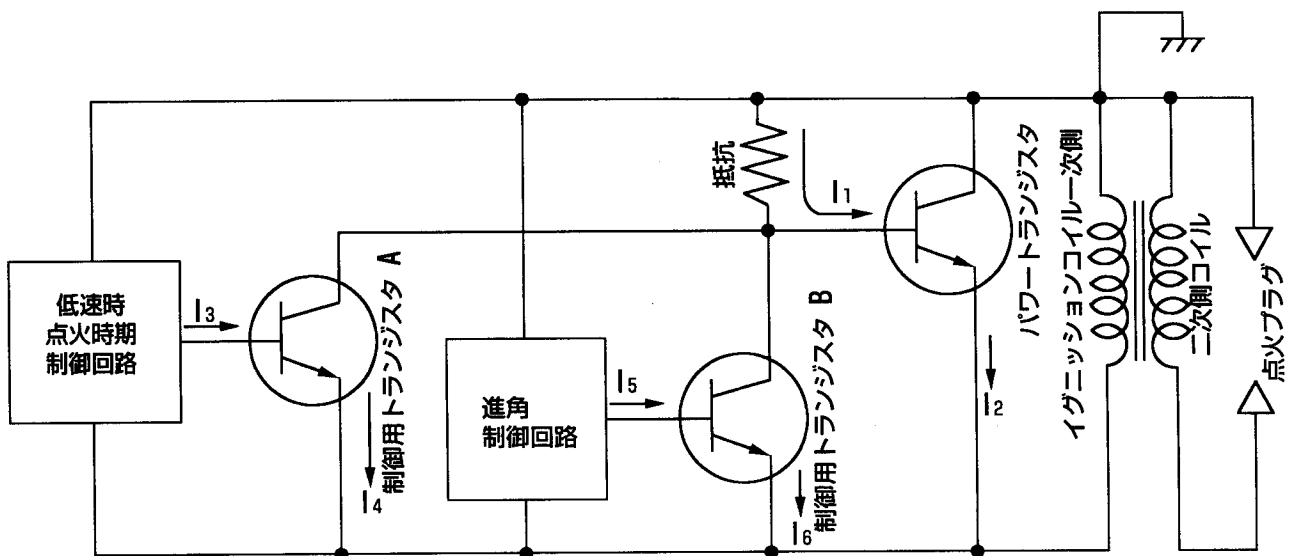 低速時
点火時期
制御回路
I3
制御用トランジスタ A
I4
進角
制御回路
I5
制御用トランジスタ B
I6
抵抗
I1
パワートランジスタ
I2
イグニッションコイル一次側
二次側コイル
点火プラグ